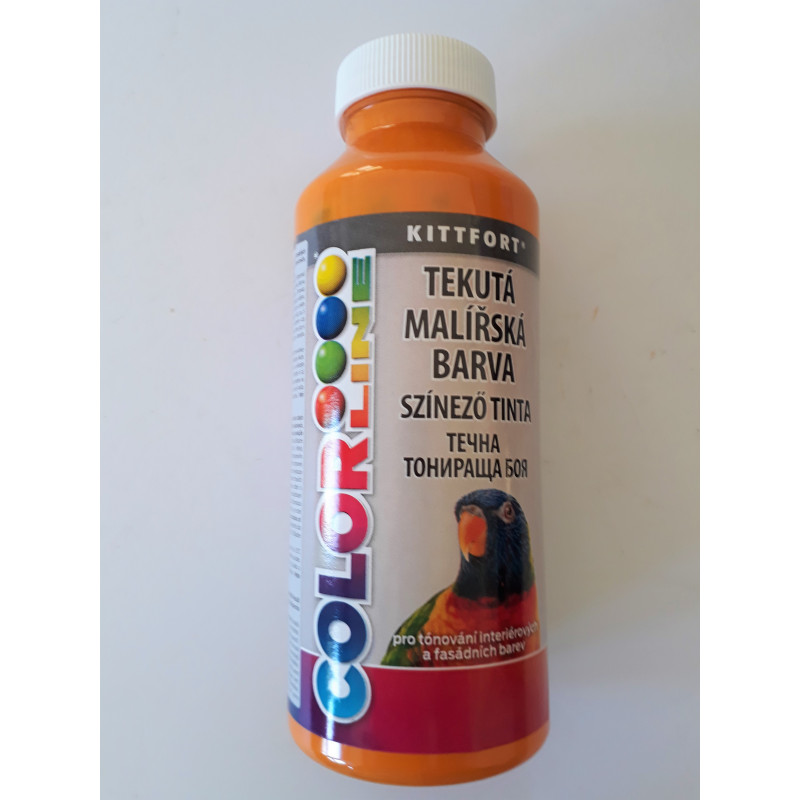 KITTFORT®
COLORLINE
TEKUTÁ
MALÍŘSKÁ
BARVA
SZÍNEZŐ TINTA
ТЕЧНА
ТОНИРАЩА БОЯ
pro tónování interiérových
a fasádních barev